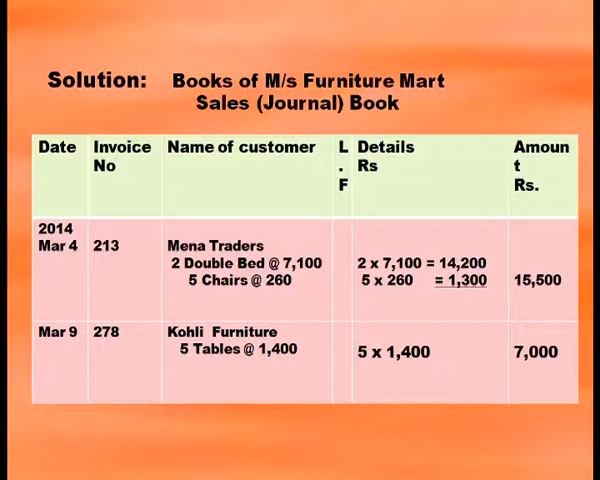 Solution: Books of M/s Furniture Mart
Sales (Journal) Book
Date Invoice No Name of customer L . F Details Rs Amoun t Rs.
2014
Mar 4 213 Mena Traders
2 Double Bed @ 7,100 2 x 7,100 = 14,200
5 Chairs @ 260 5 x 260 = 1,300 15,500
Mar 9 278 Kohli Furniture
5 Tables @ 1,400 5 x 1,400 7,000